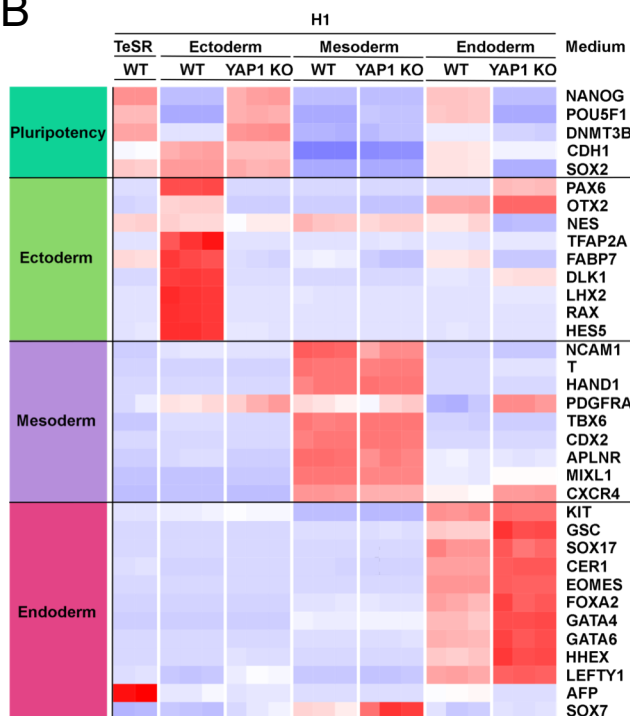 B
H1
TeSR Ectoderm Mesoderm Endoderm Medium
WT WT YAP1 KO WT YAP1 KO WT YAP1 KO
NANOG
POU5F1
Pluripotency DNMT3B
CDH1
SOX2
PAX6
OTX2
NES
TFAP2A
Ectoderm FABP7
DLK1
LHX2
RAX
HES5
NCAM1
T
HAND1
PDGFRA
Mesoderm TBX6
CDX2
APLNR
MIXL1
CXCR4
KIT
GSC
SOX17
CER1
EOMES
Endoderm FOXA2
GATA4
GATA6
HHEX
LEFTY1
AFP
SOX7